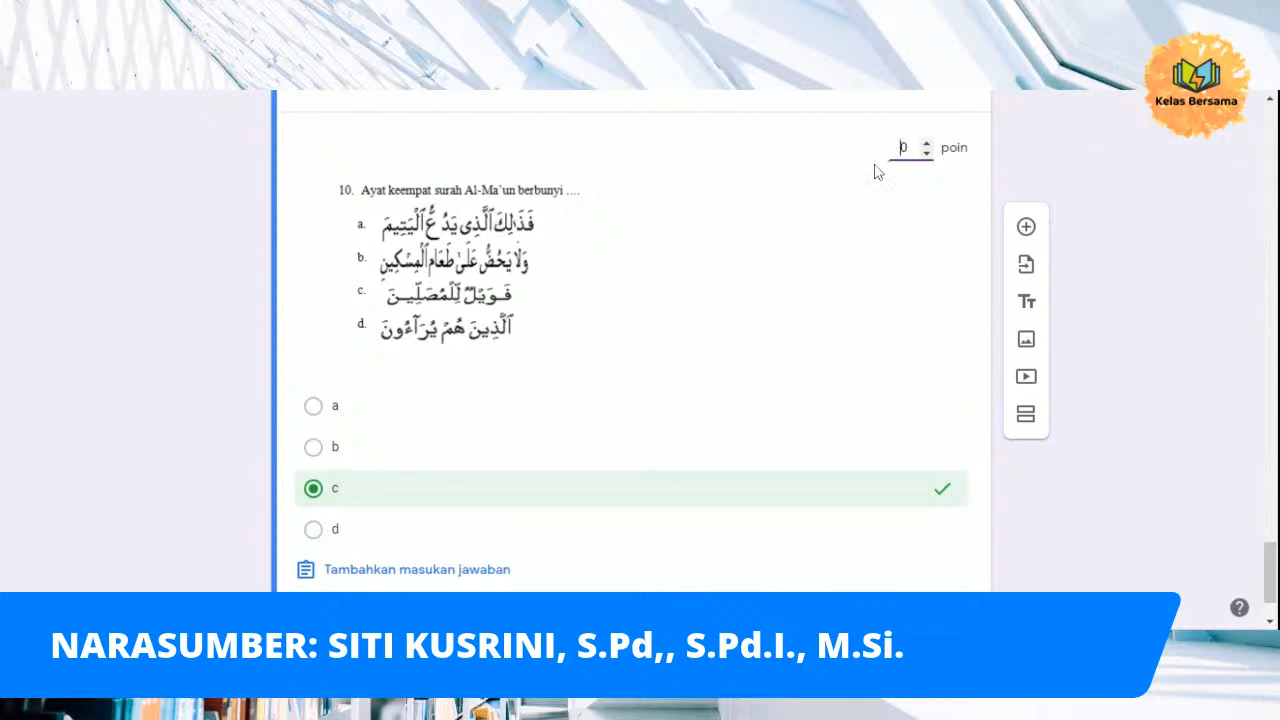 Kelas Bersama
0 poin
10. Ayat keempat surah Al-Ma'un berbunyi ....
a. فَذَٰلِكَ ٱلَّذِى يَدُعُّ ٱلْيَتِيمَ
b. وَلَا يَحُضُّ عَلَىٰ طَعَامِ ٱلْمِسْكِينِ
c. فَوَيْلٌ لِّلْمُصَلِّينَ
d. ٱلَّذِينَ هُمْ يُرَآءُونَ
a
b
c
d
Tambahkan masukan jawaban
NARASUMBER: SITI KUSRINI, S.Pd,, S.Pd.I., M.Si.